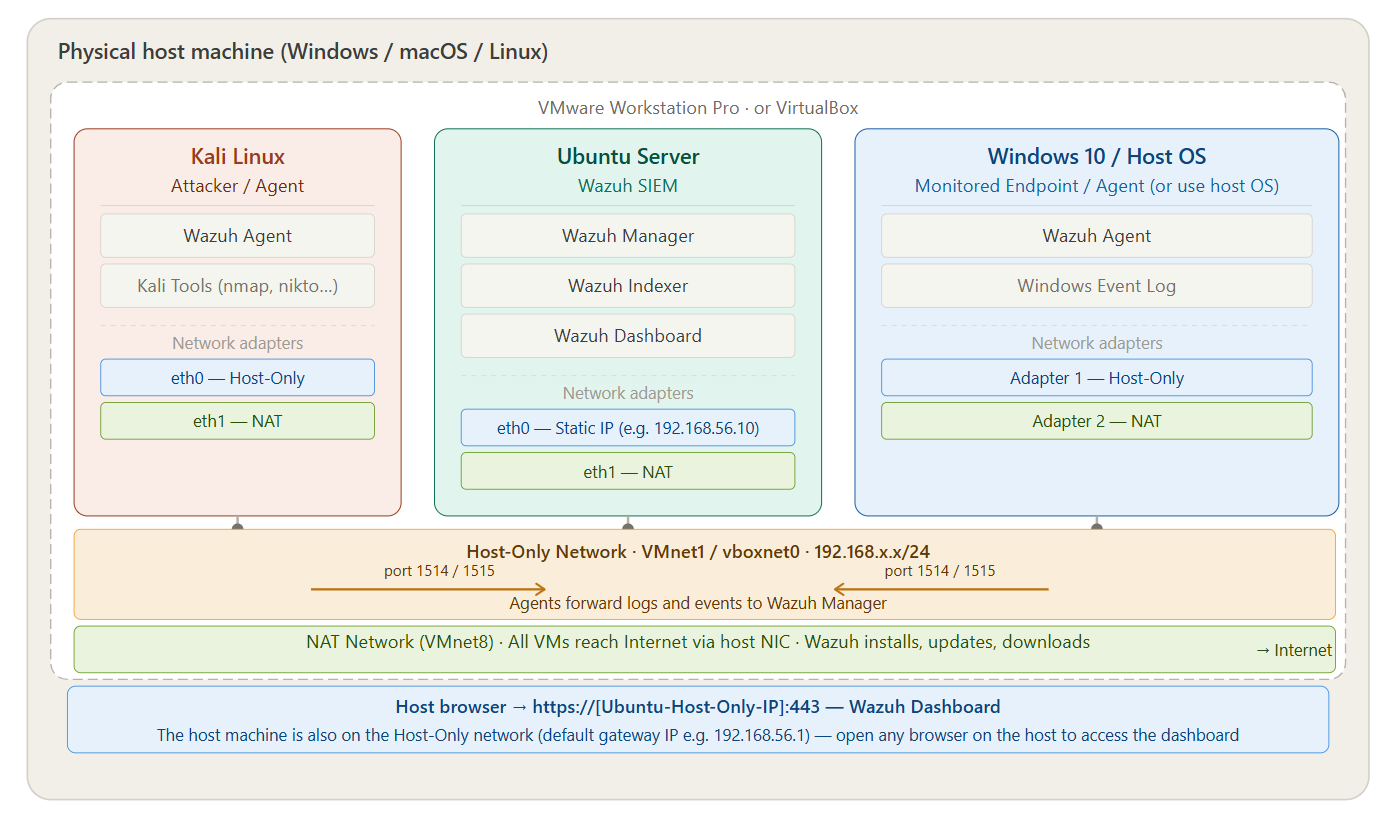 Physical host machine (Windows / macOS / Linux)
VMware Workstation Pro · or VirtualBox
Kali Linux
Attacker / Agent
Wazuh Agent
Kali Tools (nmap, nikto...)
Network adapters
eth0 — Host-Only
eth1 — NAT
Ubuntu Server
Wazuh SIEM
Wazuh Manager
Wazuh Indexer
Wazuh Dashboard
Network adapters
eth0 — Static IP (e.g. 192.168.56.10)
eth1 — NAT
Windows 10 / Host OS
Monitored Endpoint / Agent (or use host OS)
Wazuh Agent
Windows Event Log
Network adapters
Adapter 1 — Host-Only
Adapter 2 — NAT
Host-Only Network · VMnet1 / vboxnet0 · 192.168.x.x/24
port 1514 / 1515
port 1514 / 1515
Agents forward logs and events to Wazuh Manager
NAT Network (VMnet8) · All VMs reach Internet via host NIC · Wazuh installs, updates, downloads
→ Internet
Host browser → https://[Ubuntu-Host-Only-IP]:443 — Wazuh Dashboard
The host machine is also on the Host-Only network (default gateway IP e.g. 192.168.56.1) — open any browser on the host to access the dashboard